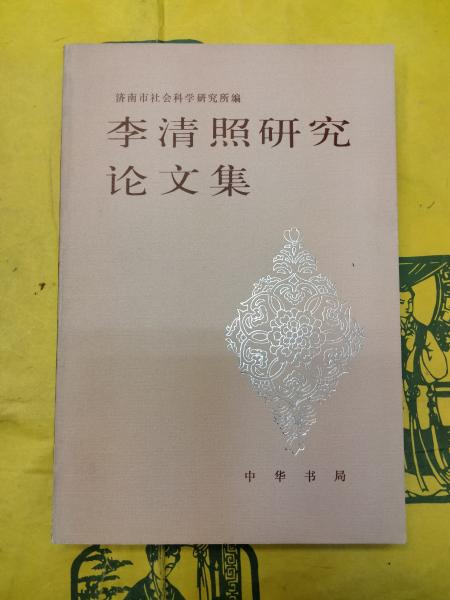 济南市社会科学研究所编
李清照研究
论文集
中华书局